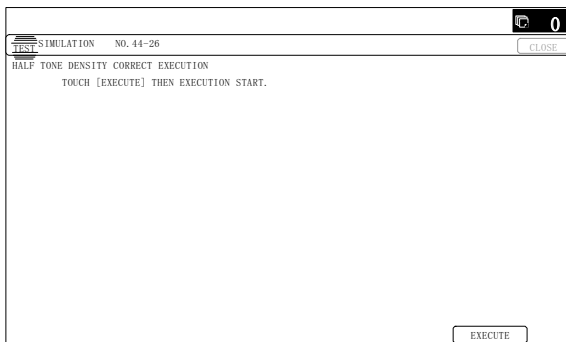 0
TEST SIMULATION NO. 44-26
CLOSE
HALF TONE DENSITY CORRECT EXECUTION
TOUCH [EXECUTE] THEN EXECUTION START.
EXECUTE